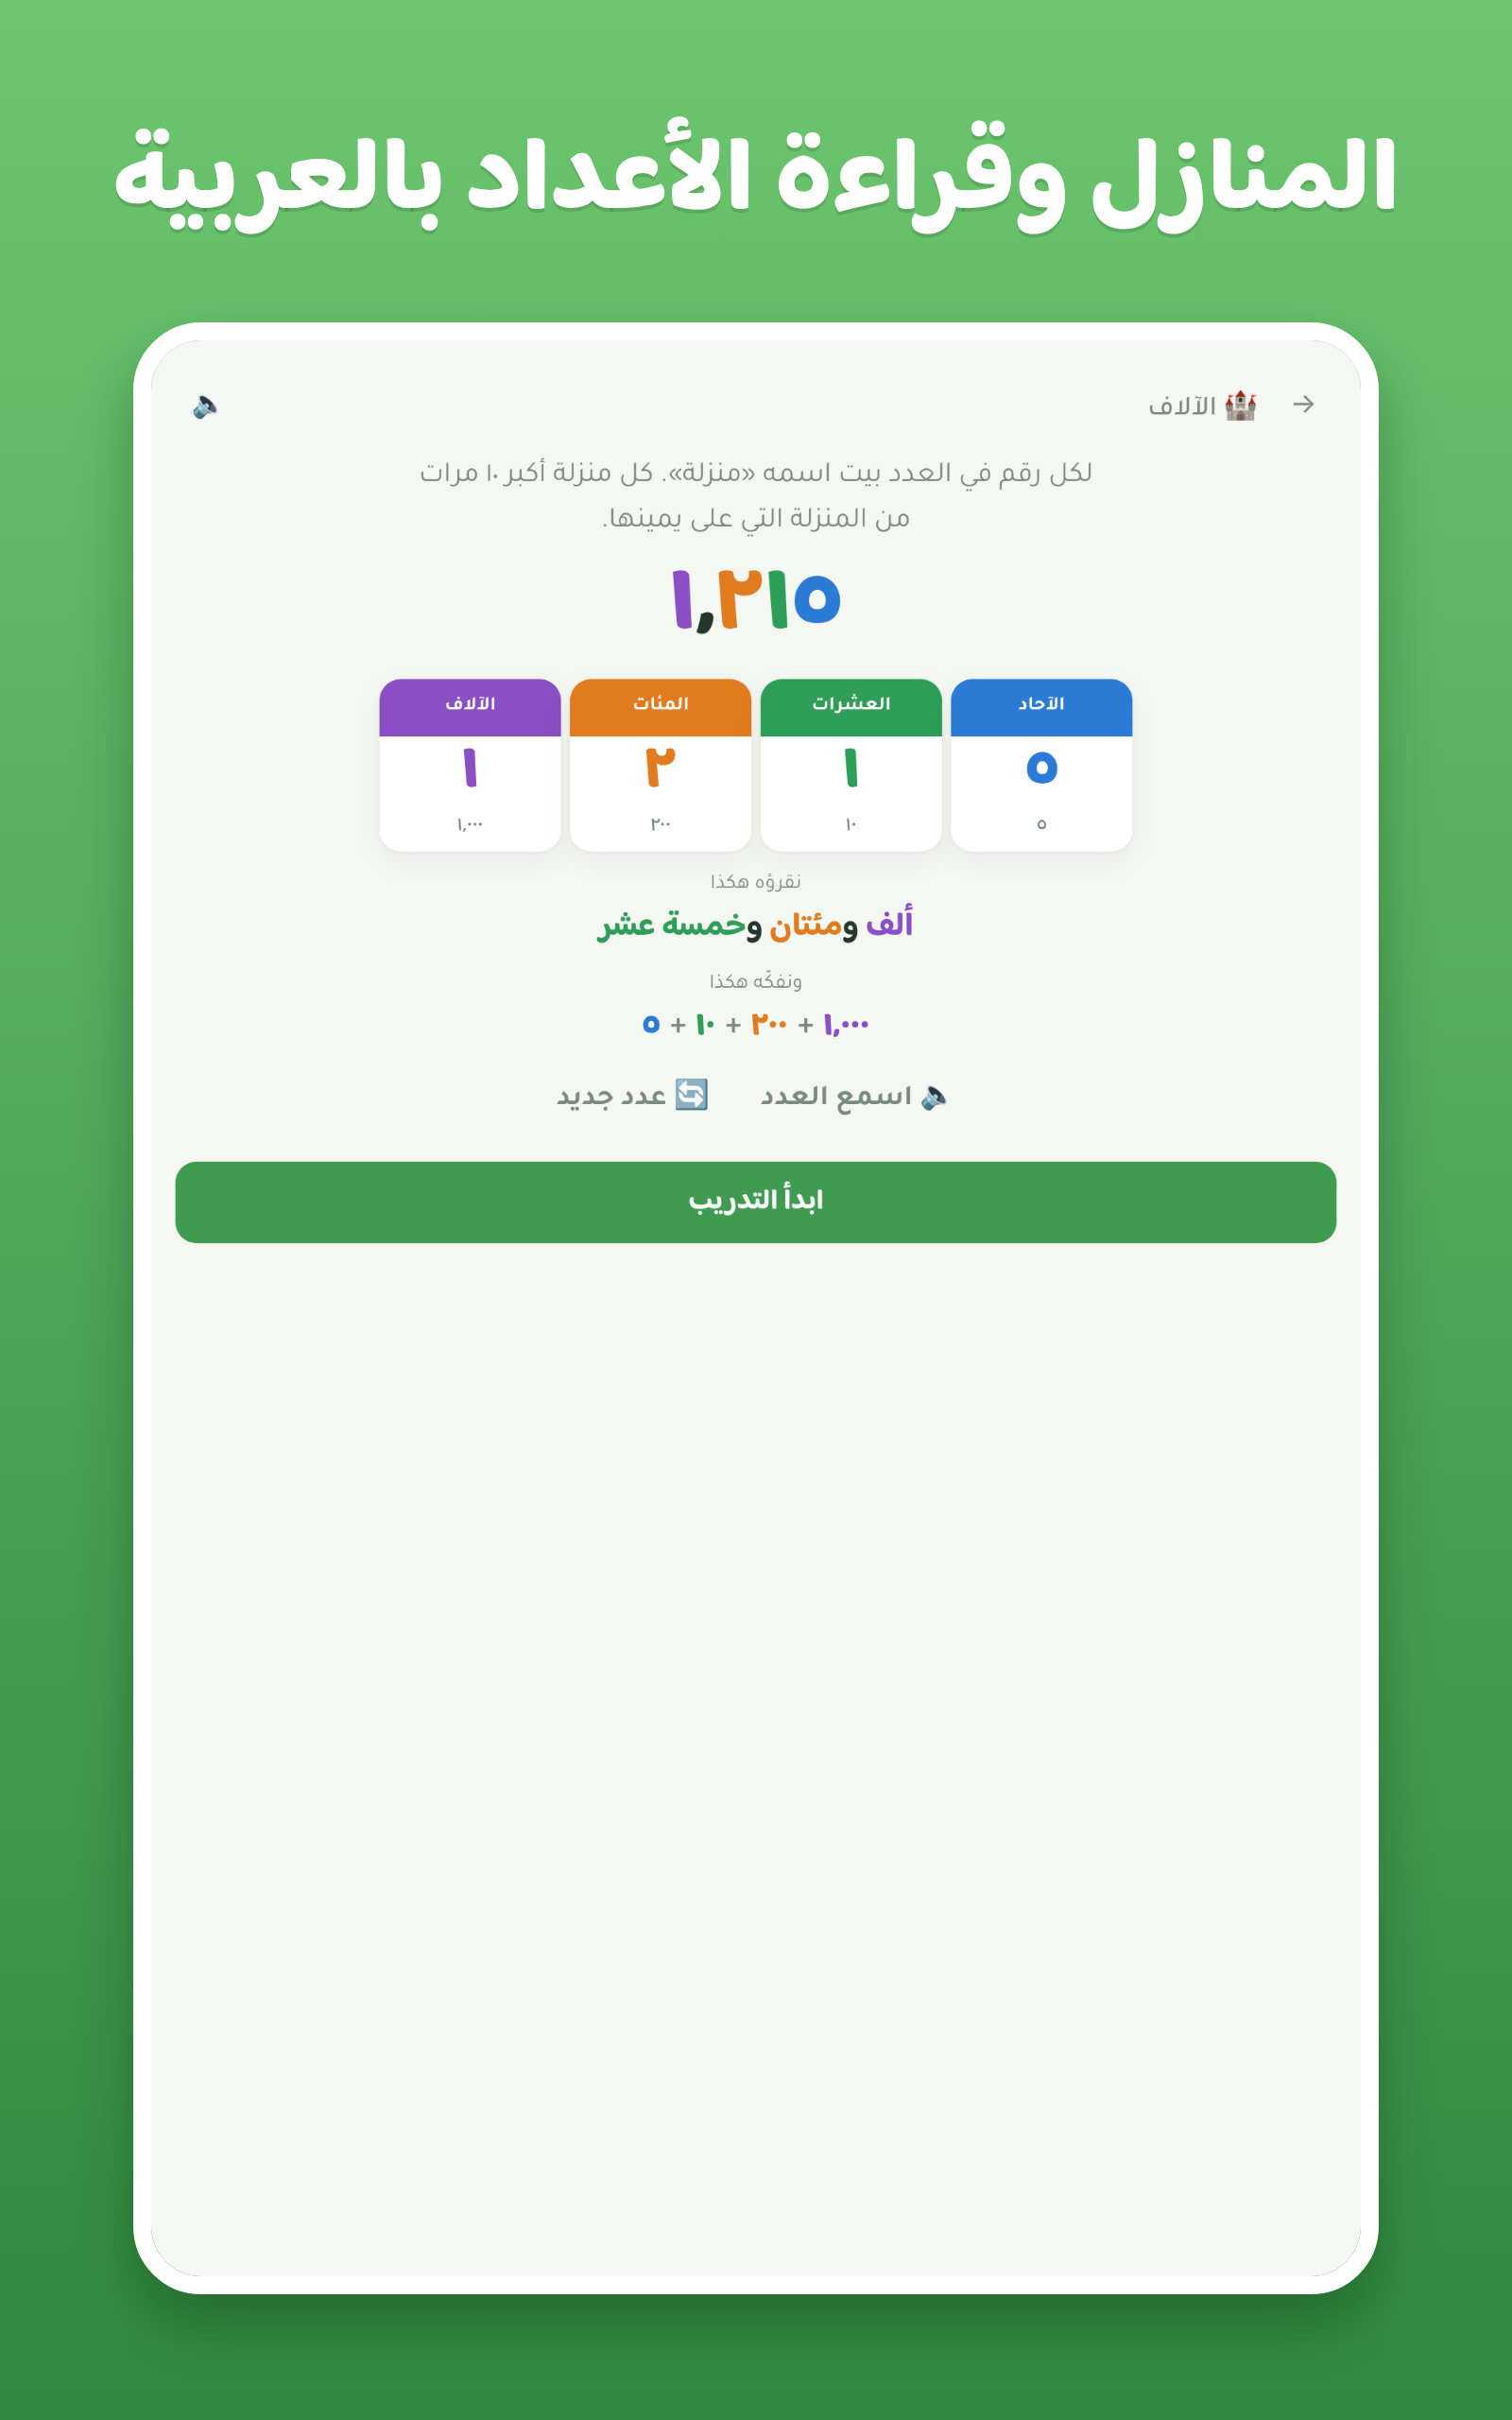 المنازل وقراءة الأعداد بالعربية
🏰 الآلاف
لكل رقم في العدد بيت اسمه «منزلة». كل منزلة أكبر ١٠ مرات
من المنزلة التي على يمينها.
١,٢١٥
الآحاد العشرات المئات الآلاف
٥ ١ ٢ ١
٥ ١٠ ٢٠٠ ١,٠٠٠
نقرؤه هكذا
ألف ومئتان وخمسة عشر
ونفكّه هكذا
١,٠٠٠ + ٢٠٠ + ١٠ + ٥
🔈 اسمع العدد 🔄 عدد جديد
ابدأ التدريب